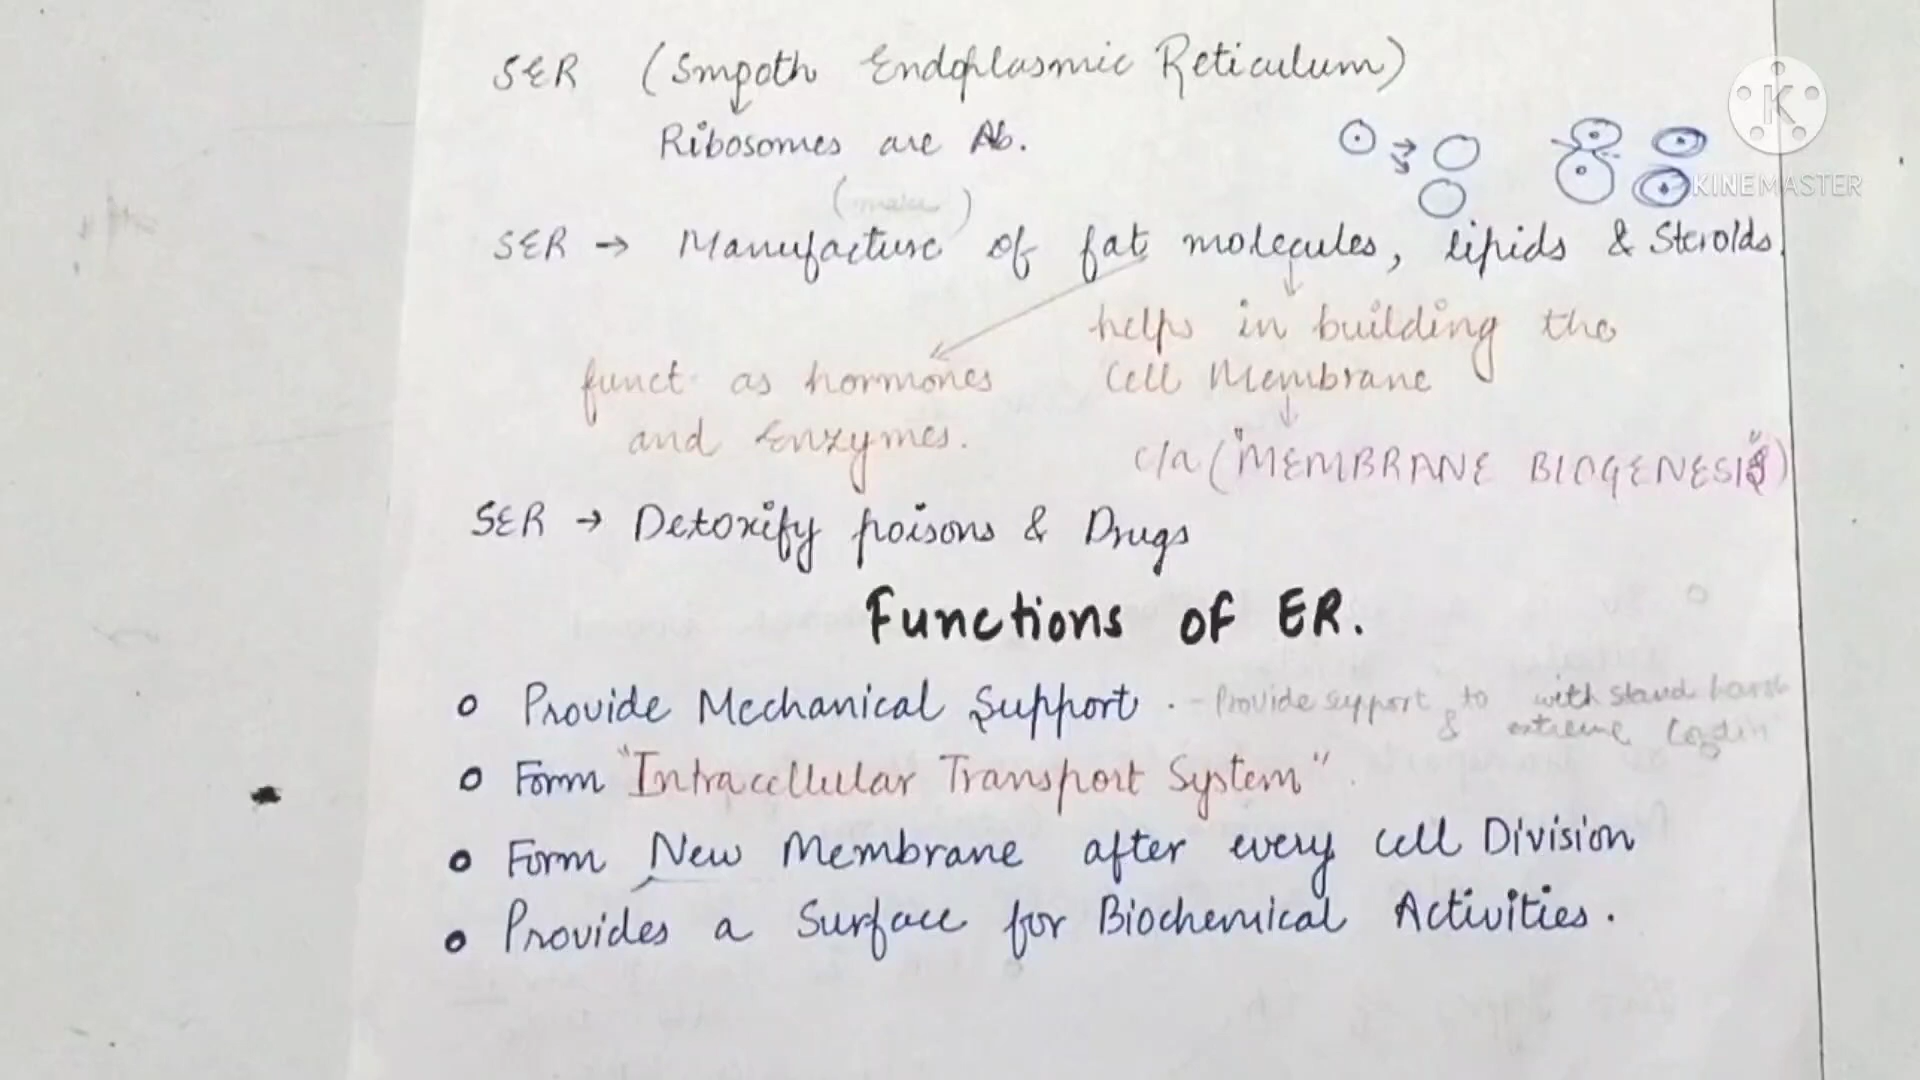 SER (Smooth Endoplasmic Reticulum)
Ribosomes are Ab.
KINEMASTER
(make)
SER → Manufacture of fat molecules, lipids & Steroids.
helps in building the
funct. as hormones
Cell Membrane
and Enzymes.
c/a ("MEMBRANE BIOGENESIS")
SER → Detoxify poisons & Drugs
Functions of ER.
○ Provide Mechanical Support. - Provide support to with stand harsh
& extreme
○ Form "Intracellular Transport System".
○ Form New Membrane after every cell Division
○ Provides a Surface for Biochemical Activities.